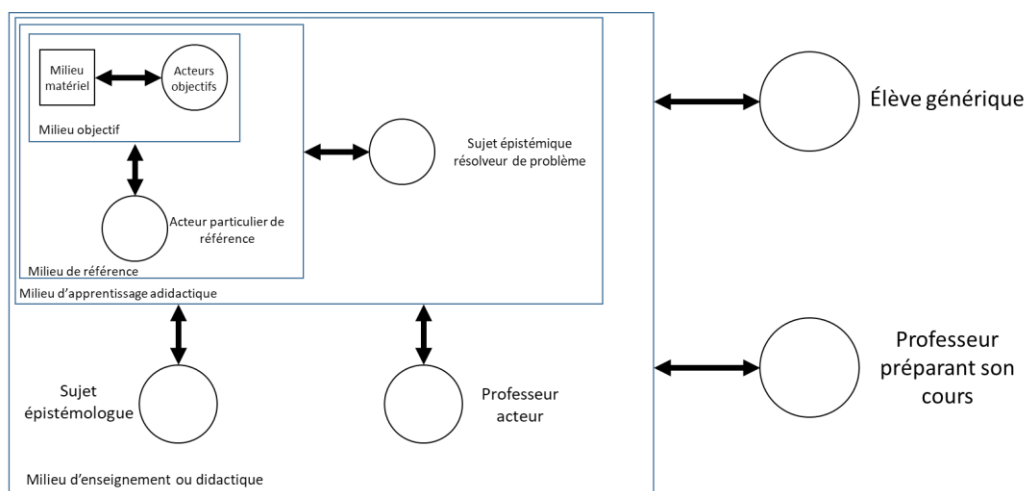 Milieu
matériel
Acteurs
objectifs
Milieu objectif
Acteur particulier de
référence
Milieu de référence
Sujet épistémique
résolveur de problème
Milieu d'apprentissage adidactique
Sujet
épistémologue
Professeur
acteur
Milieu d'enseignement ou didactique
Élève générique
Professeur
préparant son
cours